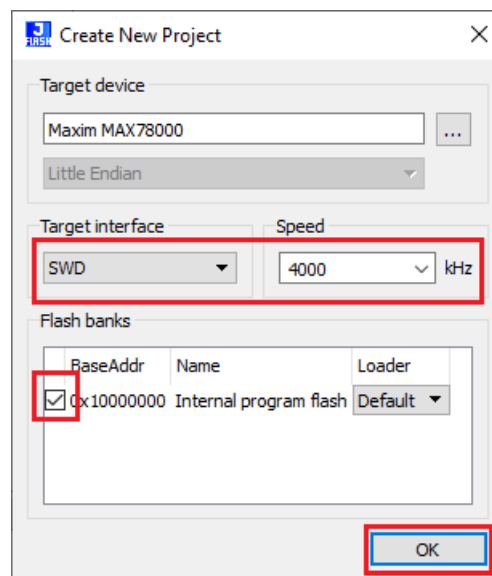 J
FLASH
Create New Project
Target device
Maxim MAX78000
...
Little Endian
Target interface
Speed
SWD
4000
kHz
Flash banks
BaseAddr Name Loader
0x10000000 Internal program flash Default
OK